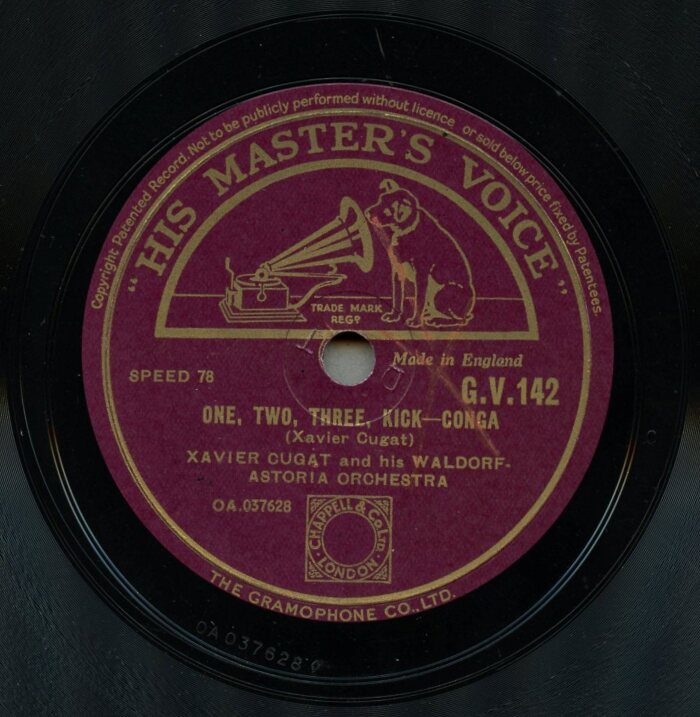 Copyright Patented Record. Not to be publicly performed without licence or sold below price fixed by Patentees.
"HIS MASTER'S VOICE"
TRADE MARK
REGD
Made in England
SPEED 78
G.V.142
ONE, TWO, THREE, KICK—CONGA
(Xavier Cugat)
XAVIER CUGAT and his WALDORF-
ASTORIA ORCHESTRA
OA.037628
CHAPPELL & CO. LTD.
LONDON
THE GRAMOPHONE CO., LTD.
OA037628